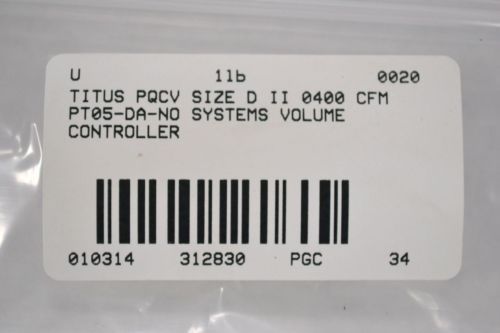 U 1lb 0020
TITUS PQCV SIZE D II 0400 CFM
PT05-DA-NO SYSTEMS VOLUME
CONTROLLER
010314 312830 PGC 34